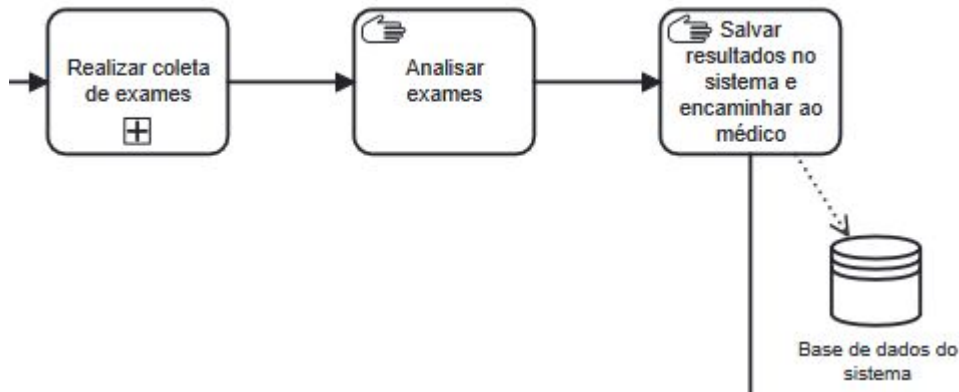 Realizar coleta
de exames
Analisar
exames
Salvar
resultados no
sistema e
encaminhar ao
médico
Base de dados do
sistema